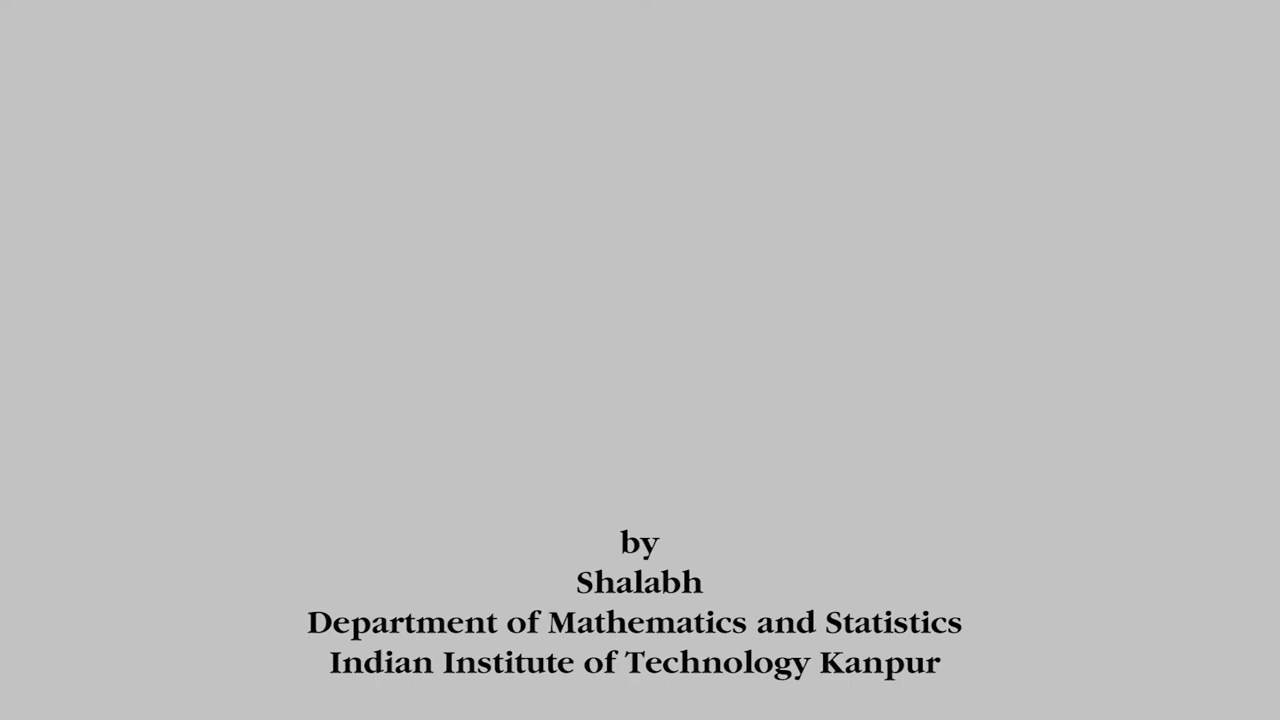 by
Shalabh
Department of Mathematics and Statistics
Indian Institute of Technology Kanpur